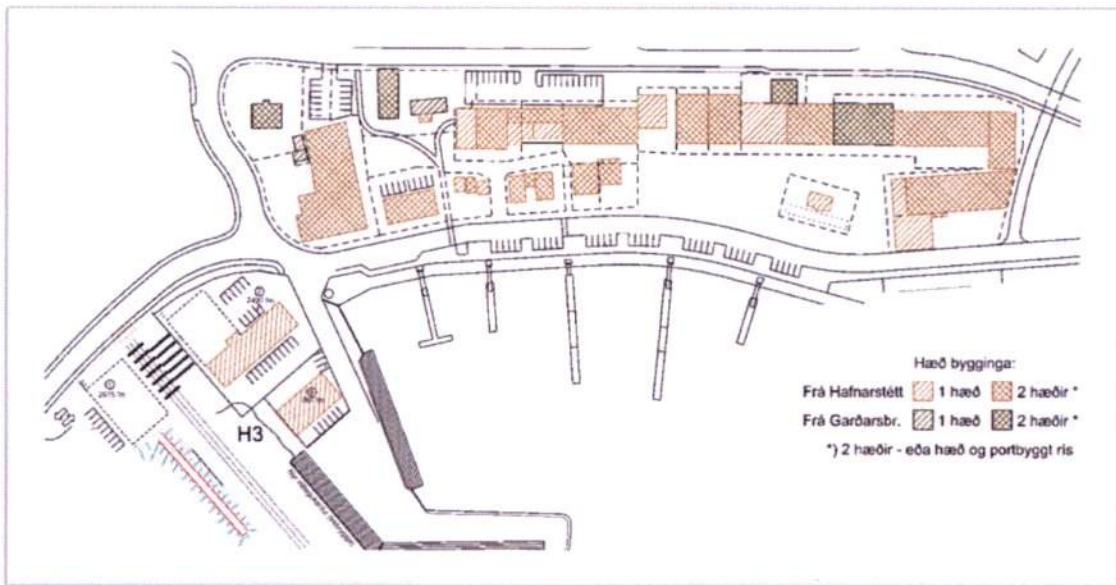 Hæð bygginga:
Frá Hafnarstétt 1 hæð 2 hæðir *
Frá Garðarsbr. 1 hæð 2 hæðir *
*) 2 hæðir - eða hæð og portbyggt ris
H3